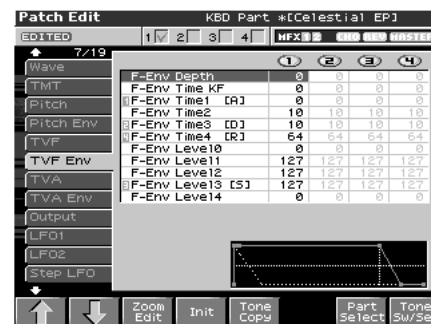 Patch Edit KBD Part *[Celestial EP]
EDITED 1 2 3 4 MFX 1 2 CHO REV MASTER
7/19
Wave
TMT
Pitch
Pitch Env
TVF
TVF Env
TVA
TVA Env
Output
LFO1
LFO2
Step LFO
1 2 3 4
F-Env Depth 0 0 0 0
F-Env Time KF 0 0 0 0
F-Env Time1 [A] 0 0 0 0
F-Env Time2 10 10 10 10
F-Env Time3 [D] 10 10 10 10
F-Env Time4 [R] 64 64 64 64
F-Env Level0 0 0 0 0
F-Env Level1 127 127 127 127
F-Env Level2 127 127 127 127
F-Env Level3 [S] 127 127 127 127
F-Env Level4 0 0 0 0
Zoom Edit Init Tone Copy Part Select Tone Sw/Se